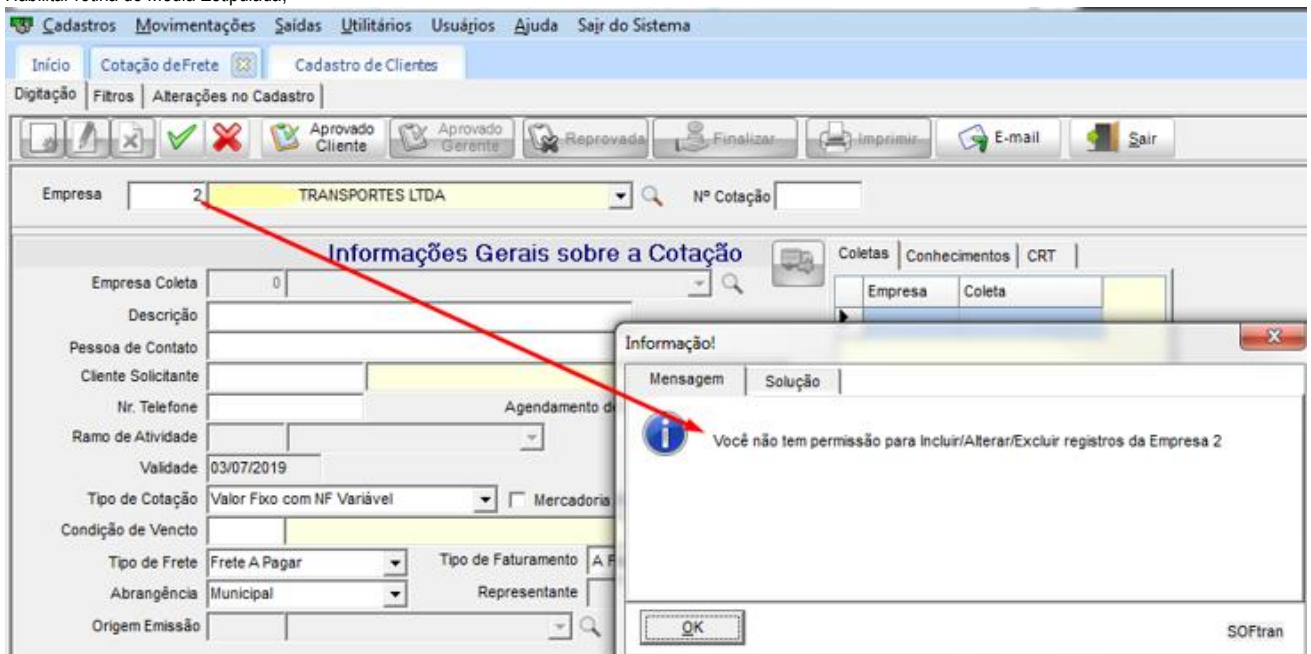 Cadastros Movimentações Saídas Utilitários Usuários Ajuda Sair do Sistema
Início Cotação deFrete Cadastro de Clientes
Digitação Filtros Alterações no Cadastro
Aprovado Cliente Aprovado Gerente Reprovada Finalizar Imprimir E-mail Sair
Empresa 2 TRANSPORTES LTDA Nº Cotação
Informações Gerais sobre a Cotação Coletas Conhecimentos CRT
Empresa Coleta 0 Empresa Coleta
Descrição
Pessoa de Contato Informação!
Cliente Solicitante Mensagem Solução
Nr. Telefone Agendamento
Ramo de Atividade Você não tem permissão para Incluir/Alterar/Excluir registros da Empresa 2
Validade 03/07/2019
Tipo de Cotação Valor Fixo com NF Variável Mercadoria
Condição de Vencto
Tipo de Frete Frete A Pagar Tipo de Faturamento A
Abrangência Municipal Representante
Origem Emissão OK SOFtran